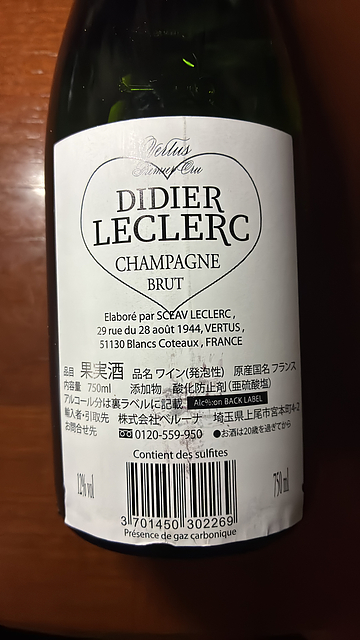 Vertus
Premier Cru
DIDIER
LECLERC
CHAMPAGNE
BRUT
Elaboré par SCEAV LECLERC,
29 rue du 28 août 1944, VERTUS,
51130 Blancs Coteaux, FRANCE
品目 果実酒 品名 ワイン(発泡性) 原産国名 フランス
内容量 750ml 添加物 酸化防止剤(亜硫酸塩)
アルコール分は裏ラベルに記載 Alc%:on BACK LABEL
輸入者・引取先 株式会社ベルーナ 埼玉県上尾市宮本町4-2
お問合せ先 0120-559-950 ●お酒は20歳を過ぎてから
Contient des sulfites
12% vol
750 ml
3 701450 302269
Présence de gaz carbonique